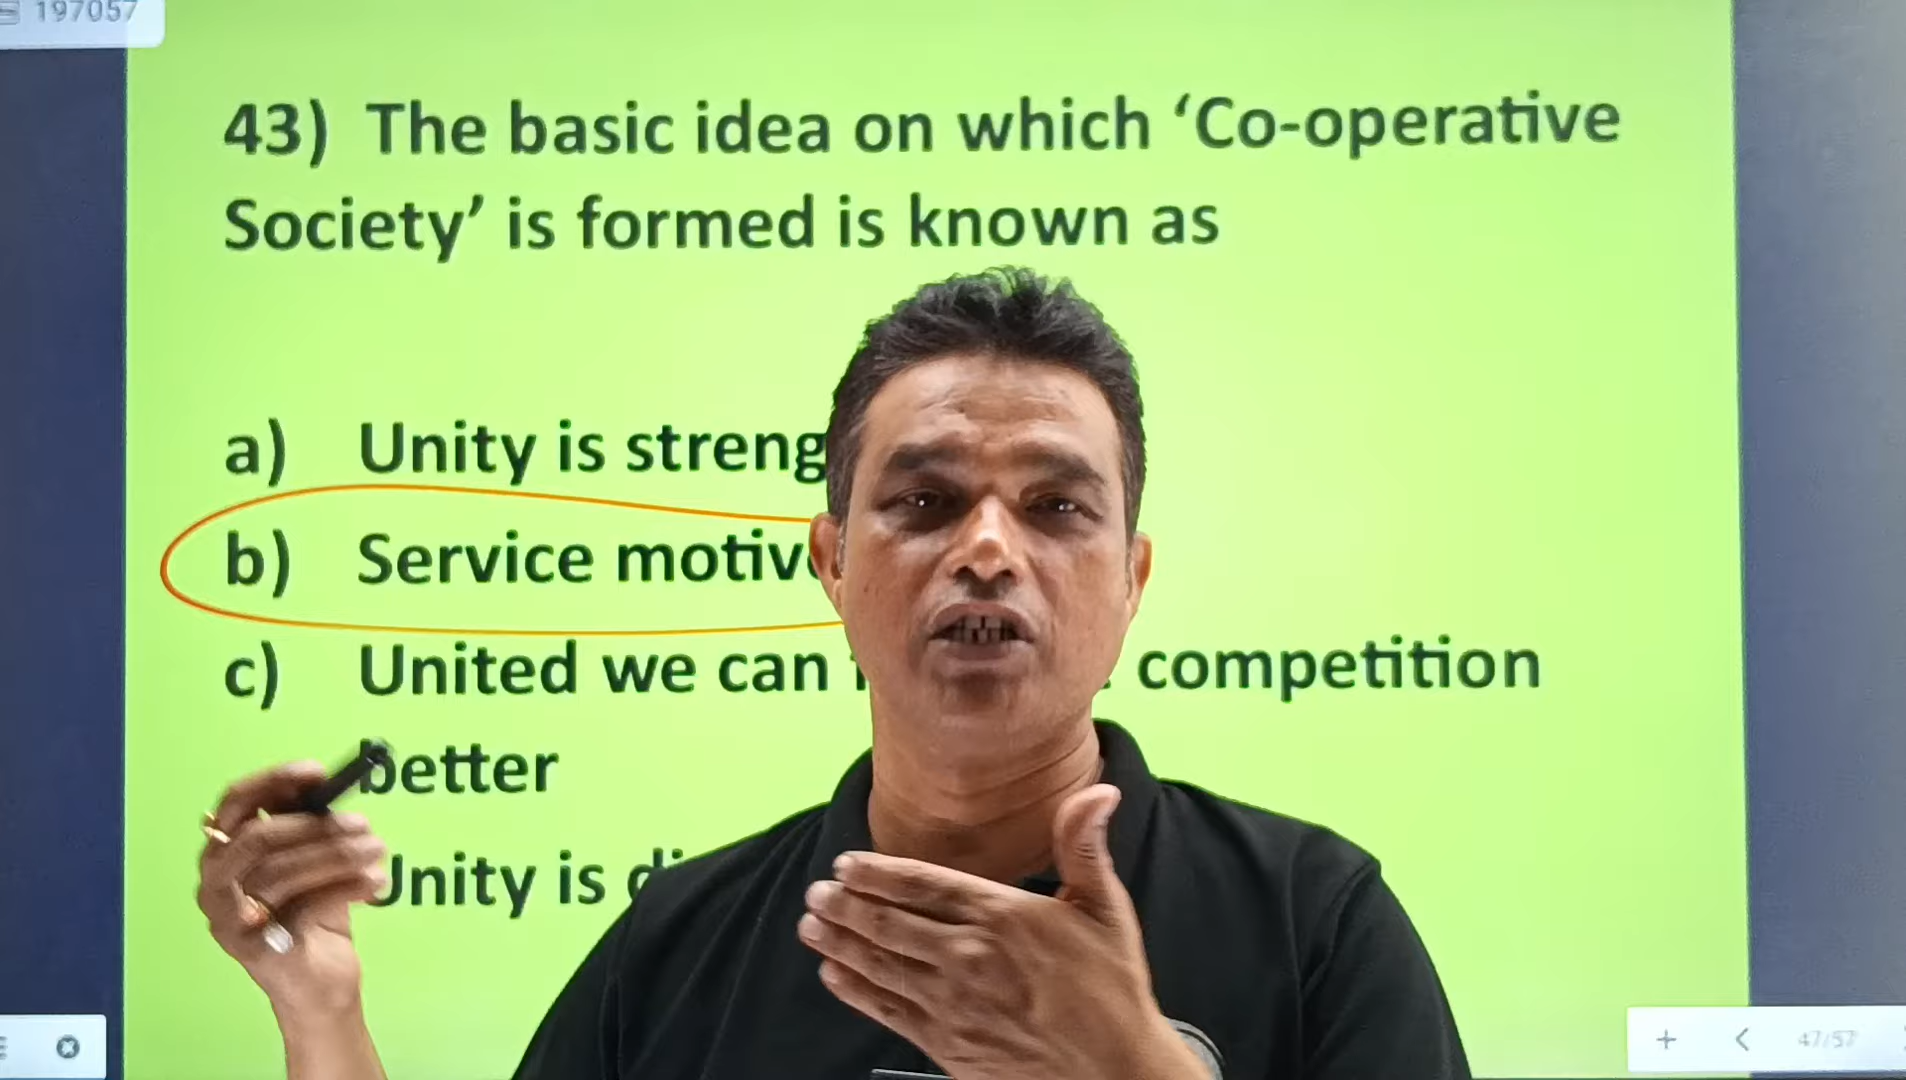 197057
43) The basic idea on which ‘Co-operative
Society’ is formed is known as
a) Unity is streng
b) Service motiv
c) United we can competition
better
Unity is
47/57